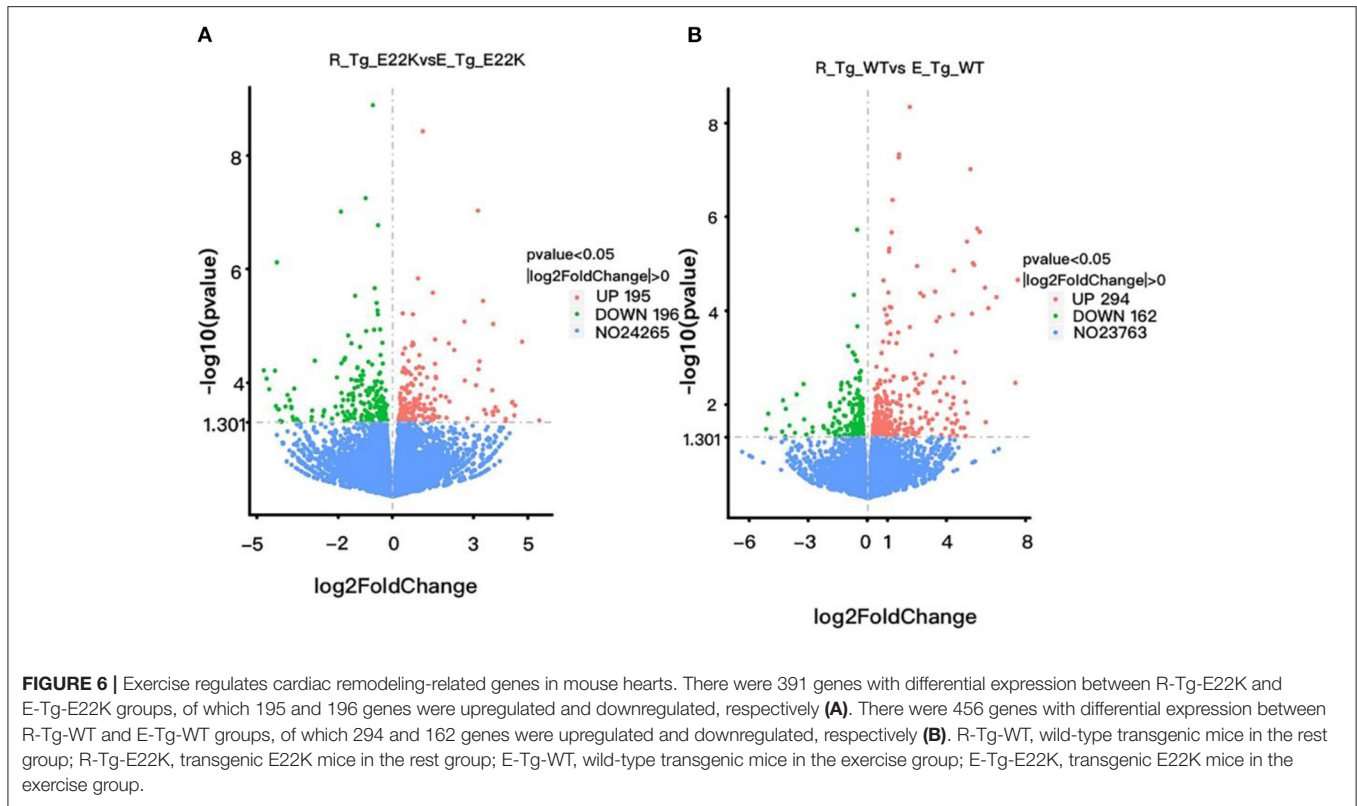 A
R_Tg_E22KvsE_Tg_E22K
-log10(pvalue)
8
6
4
1.301
-5
-2
0
3
5
log2FoldChange
pvalue<0.05
|log2FoldChange|>0
UP 195
DOWN 196
NO24265
B
R_Tg_WTvs E_Tg_WT
-log10(pvalue)
8
6
4
2
1.301
-6
-3
0
1
4
8
log2FoldChange
pvalue<0.05
|log2FoldChange|>0
UP 294
DOWN 162
NO23763
FIGURE 6 | Exercise regulates cardiac remodeling-related genes in mouse hearts. There were 391 genes with differential expression between R-Tg-E22K and
E-Tg-E22K groups, of which 195 and 196 genes were upregulated and downregulated, respectively (A). There were 456 genes with differential expression between
R-Tg-WT and E-Tg-WT groups, of which 294 and 162 genes were upregulated and downregulated, respectively (B). R-Tg-WT, wild-type transgenic mice in the rest
group; R-Tg-E22K, transgenic E22K mice in the rest group; E-Tg-WT, wild-type transgenic mice in the exercise group; E-Tg-E22K, transgenic E22K mice in the
exercise group.